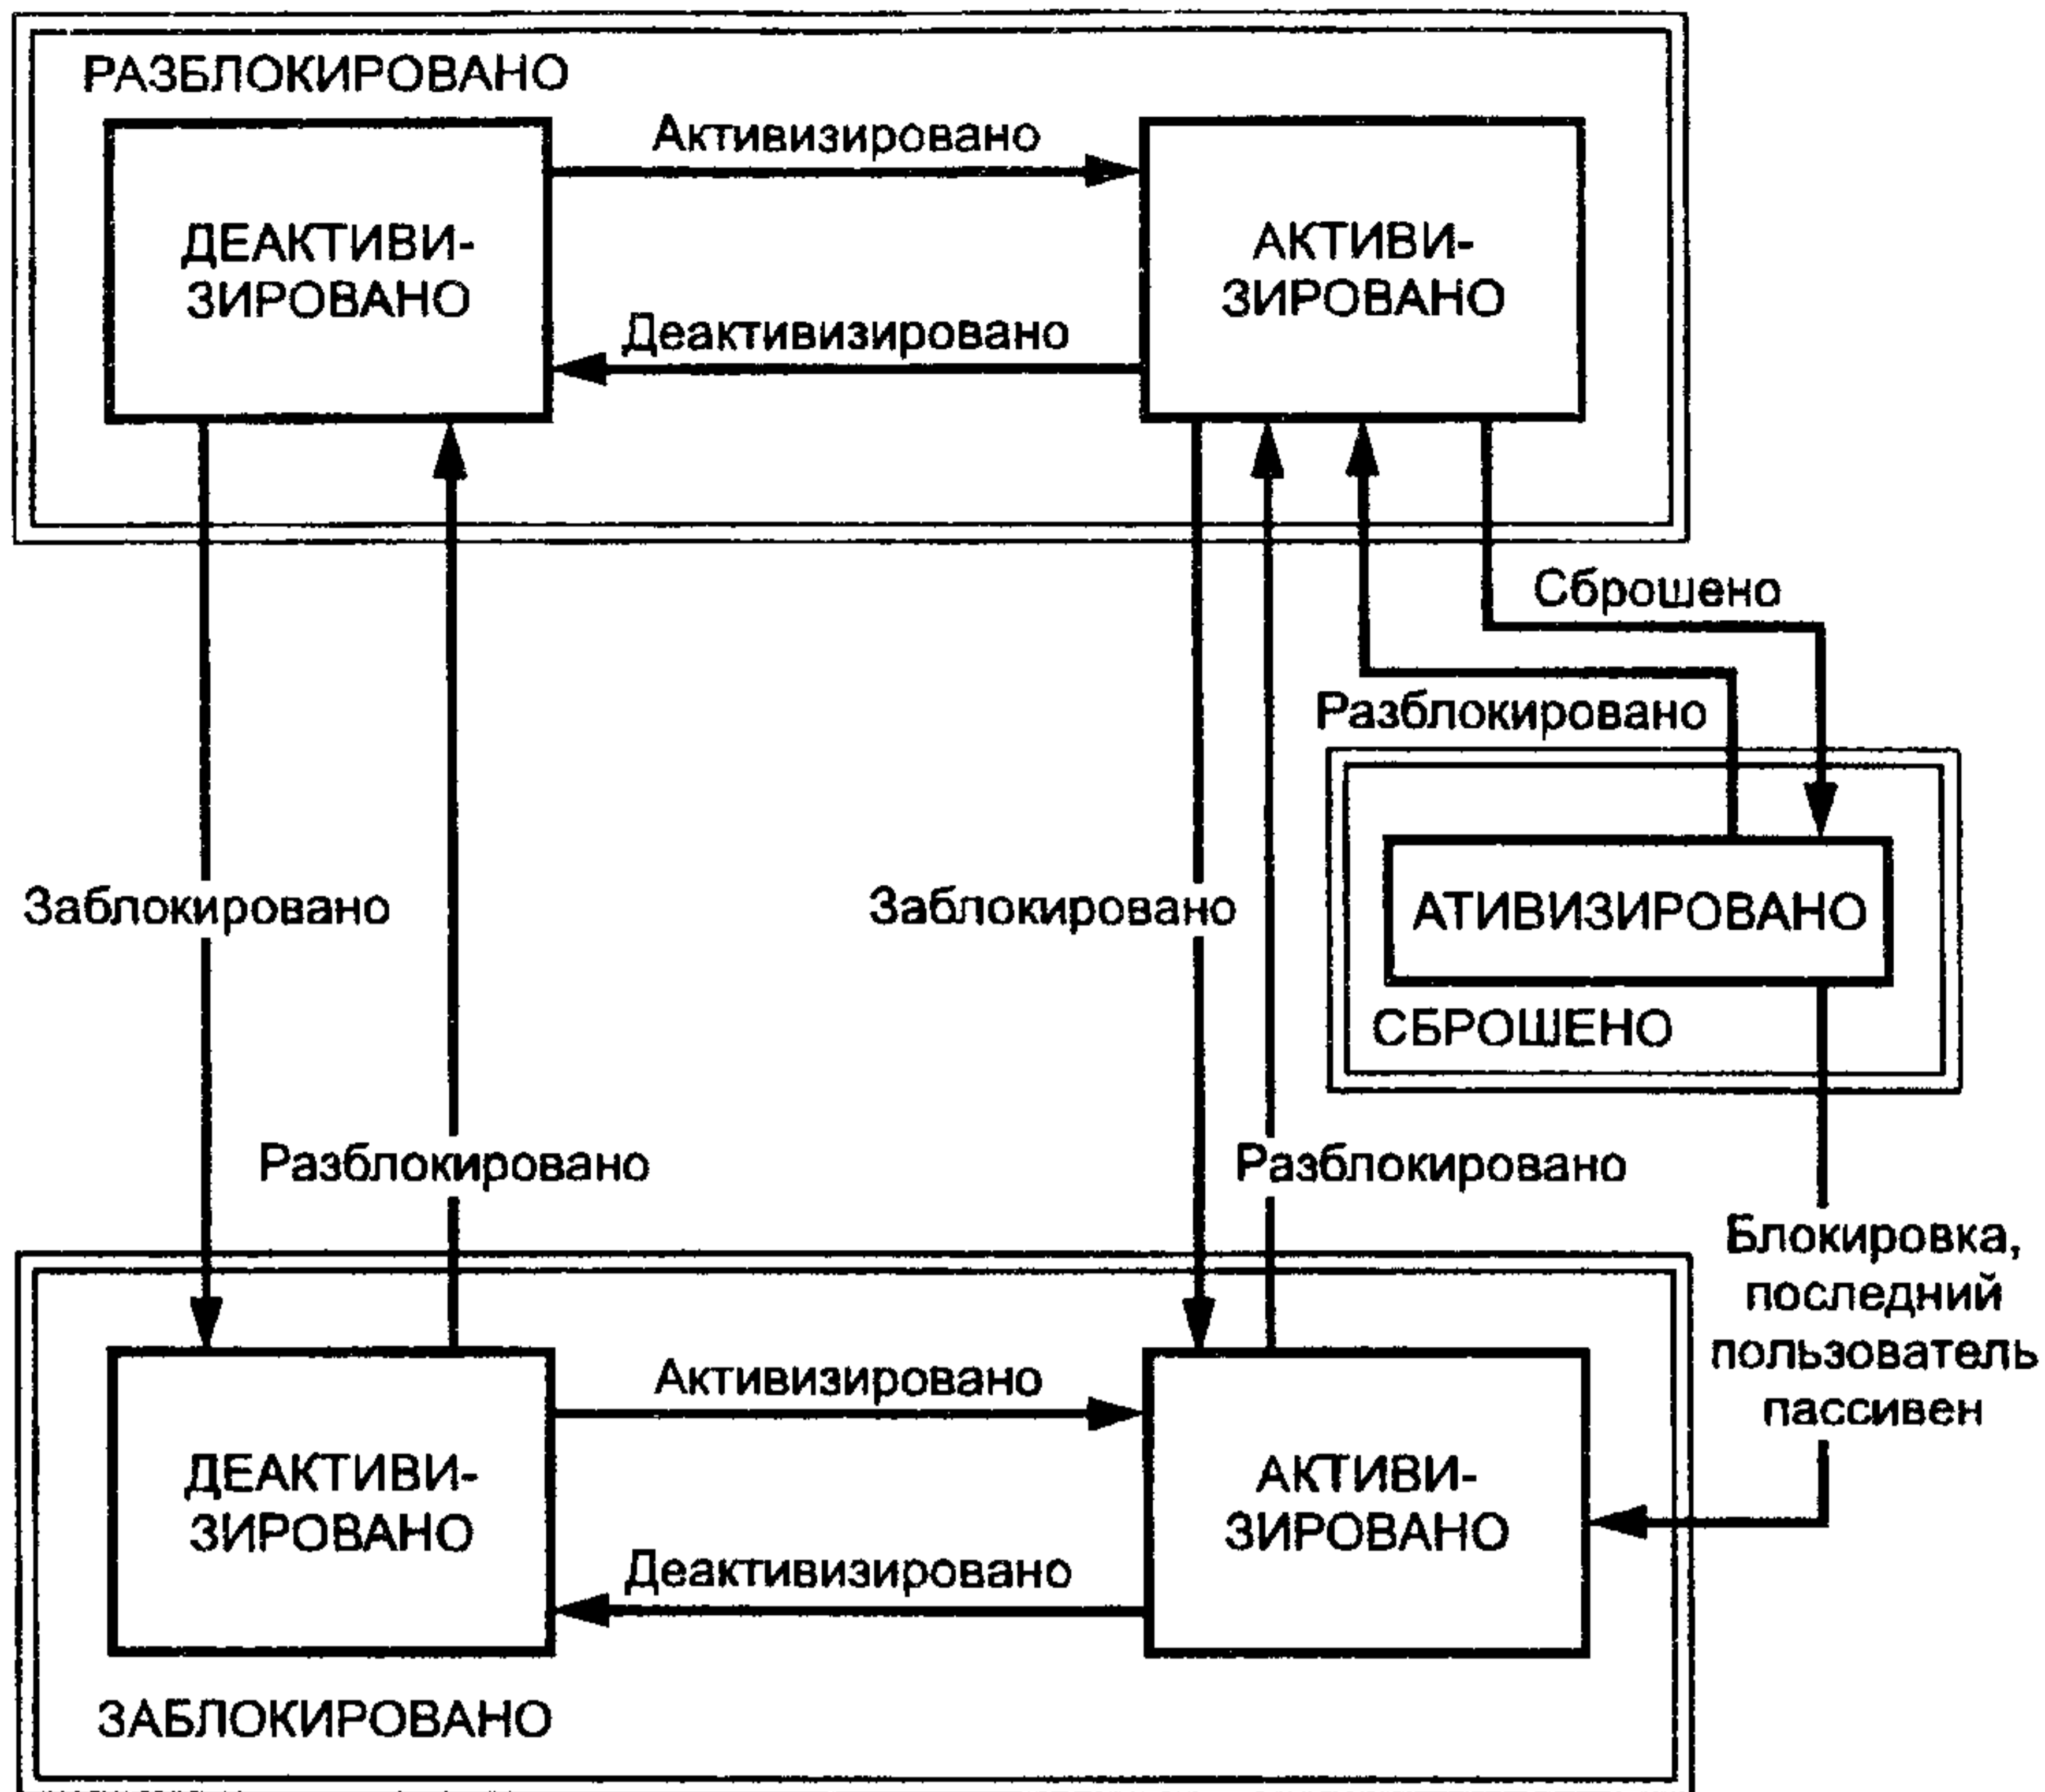 РАЗБЛОКИРОВАНО
Активизировано
ДЕАКТИВИ-
ЗИРОВАНО
АКТИВИ-
ЗИРОВАНО
Деактивизировано
Сброшено
Разблокировано
Заблокировано
Заблокировано
АТИВИЗИРОВАНО
СБРОШЕНО
Разблокировано
Разблокировано
Блокировка,
последний
пользователь
пассивен
Активизировано
ДЕАКТИВИ-
ЗИРОВАНО
АКТИВИ-
ЗИРОВАНО
Деактивизировано
ЗАБЛОКИРОВАНО